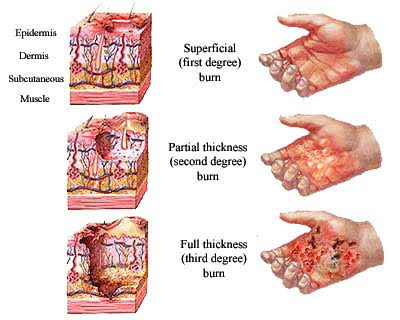 Epidermis
Dermis
Subcutaneous
Muscle
Superficial
(first degree)
burn
Partial thickness
(second degree)
burn
Full thickness
(third degree)
burn